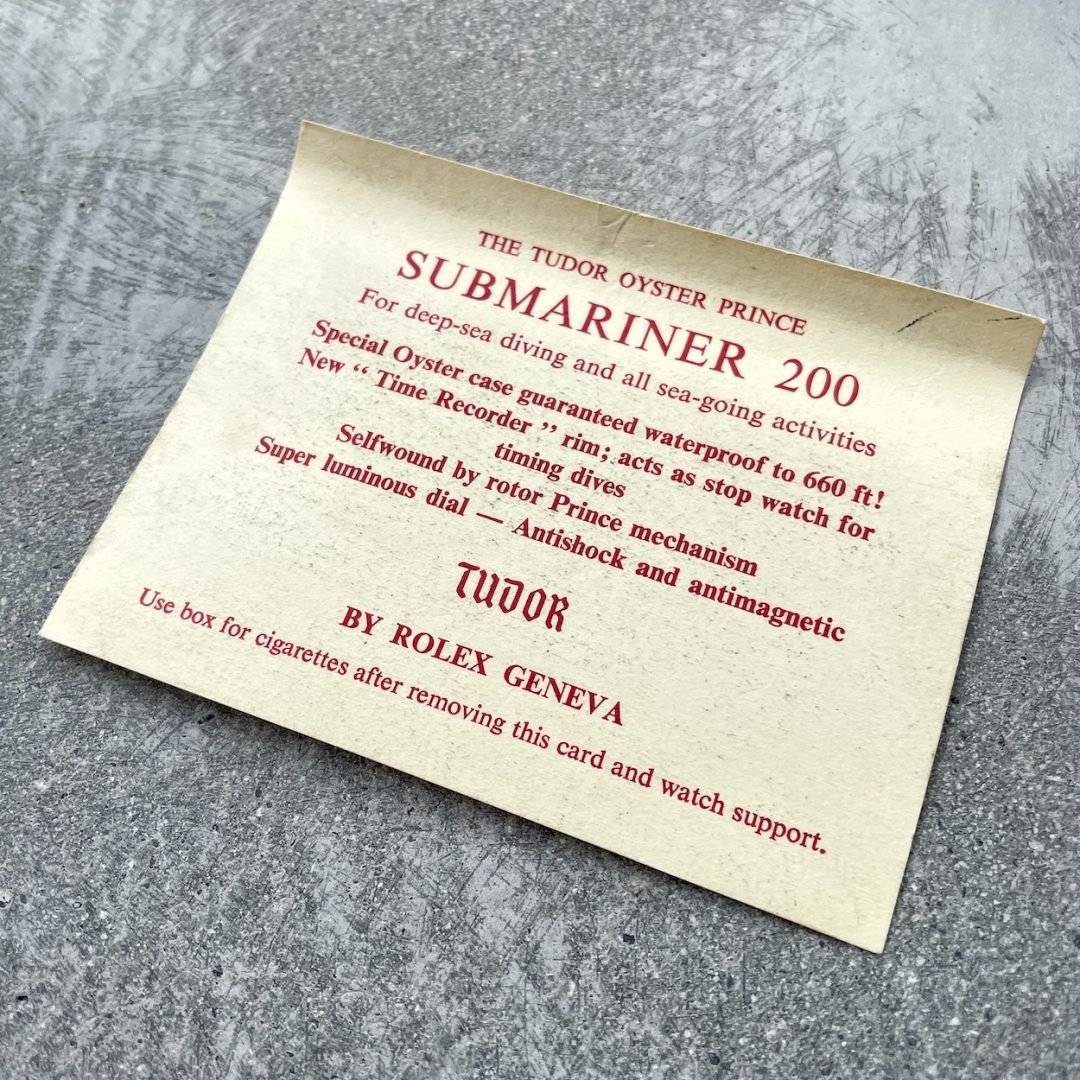 THE TUDOR OYSTER PRINCE
SUBMARINER 200
For deep-sea diving and all sea-going activities
Special Oyster case guaranteed waterproof to 660 ft!
New “ Time Recorder ” rim; acts as stop watch for
timing dives
Selfwound by rotor Prince mechanism
Super luminous dial — Antishock and antimagnetic
TUDOR
BY ROLEX GENEVA
Use box for cigarettes after removing this card and watch support.